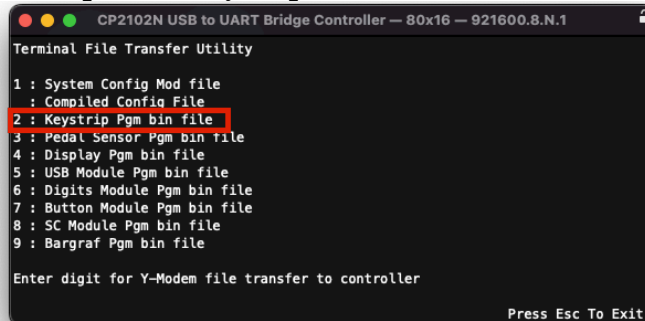 CP2102N USB to UART Bridge Controller — 80x16 — 921600.8.N.1
Terminal File Transfer Utility
1 : System Config Mod file
: Compiled Config File
2 : Keystrip Pgm bin file
3 : Pedal Sensor Pgm bin file
4 : Display Pgm bin file
5 : USB Module Pgm bin file
6 : Digits Module Pgm bin file
7 : Button Module Pgm bin file
8 : SC Module Pgm bin file
9 : Bargraf Pgm bin file
Enter digit for Y-Modem file transfer to controller
Press Esc To Exit